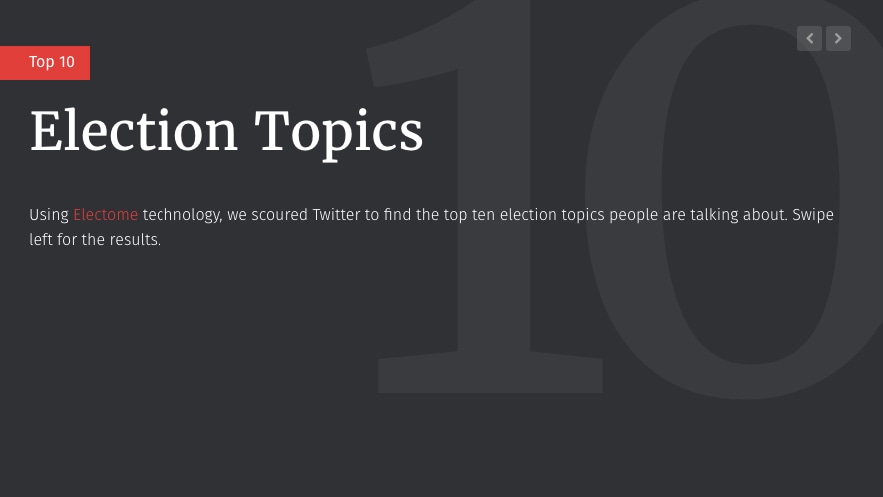 Top 10
Election Topics
Using Electome technology, we scoured Twitter to find the top ten election topics people are talking about. Swipe
left for the results.
10